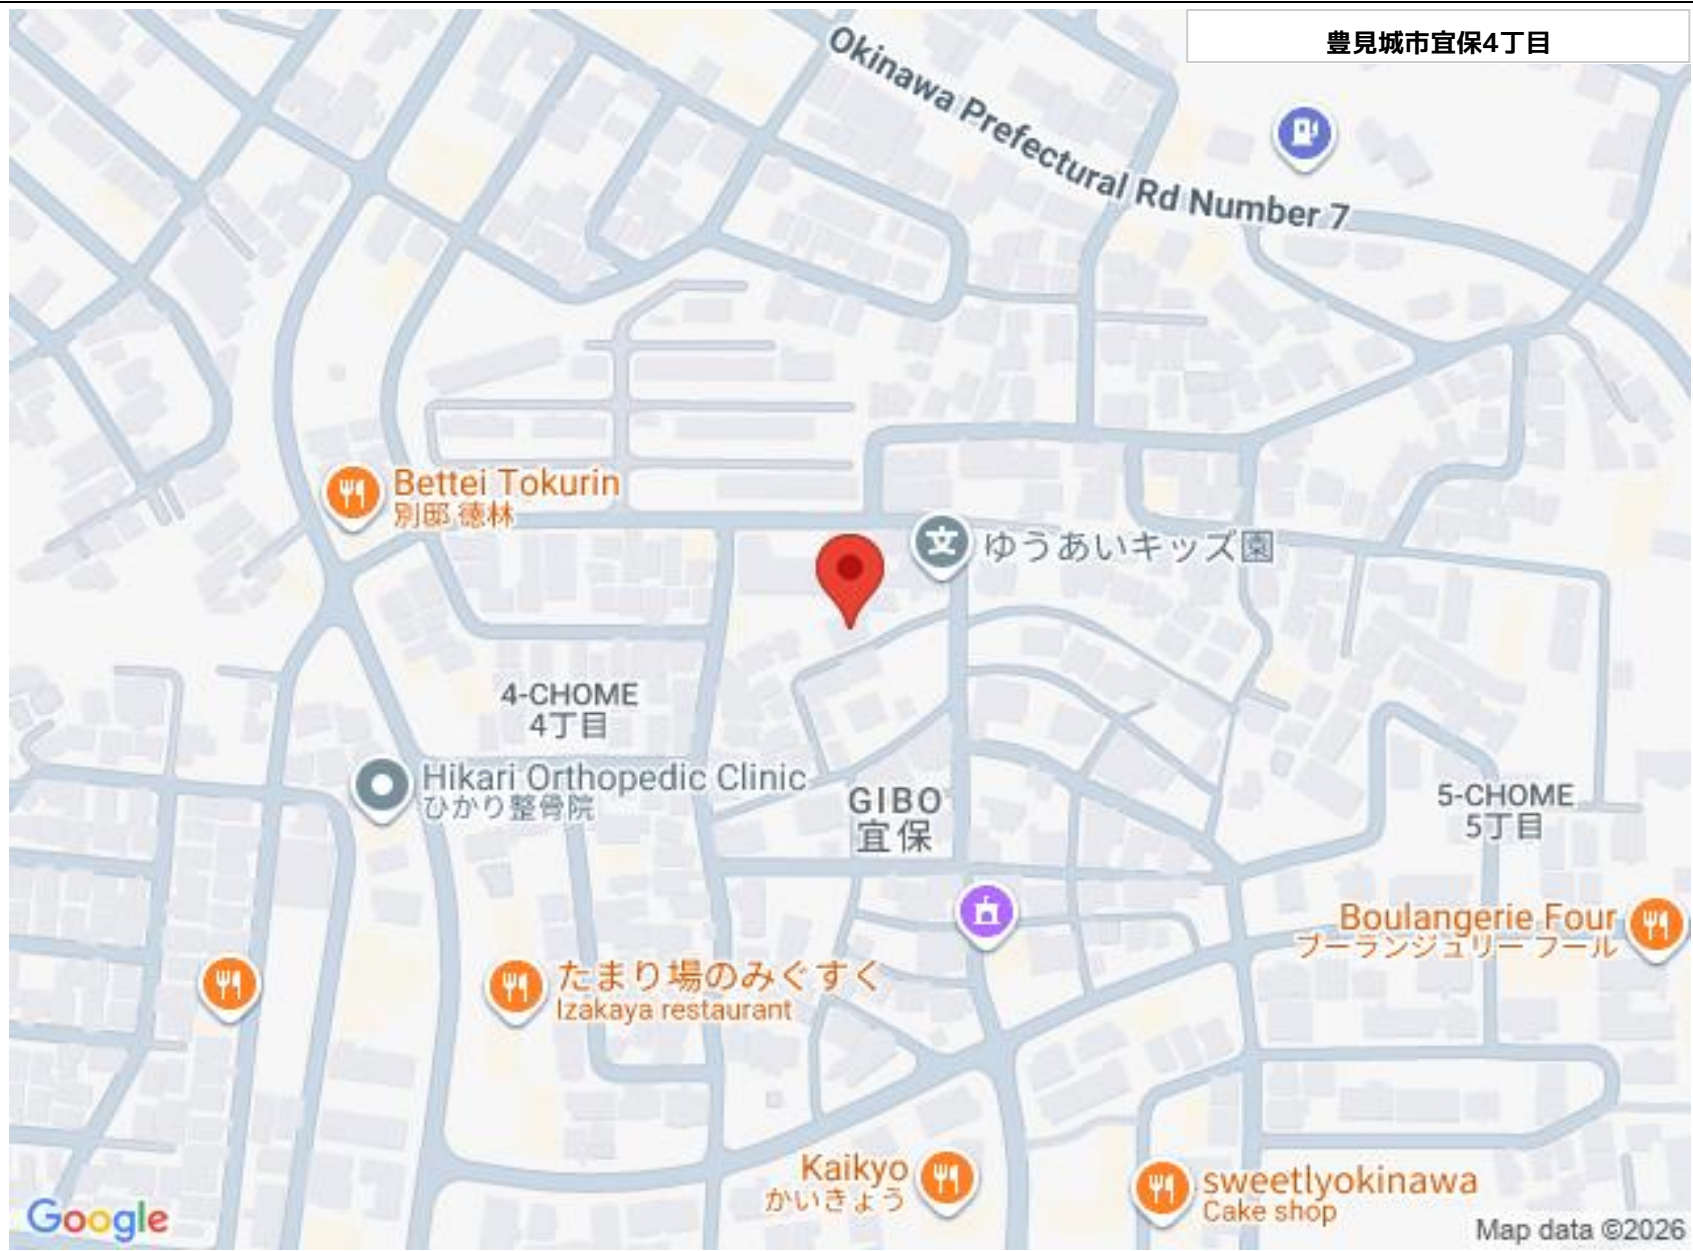 豊見城市宜保4丁目
Okinawa Prefectural Rd Number 7
Bettei Tokurin
別邸 徳林
ゆうあいキッズ園
4-CHOME
4丁目
Hikari Orthopedic Clinic
ひかり整骨院
GIBO
宜保
5-CHOME
5丁目
Boulangerie Four
ブーランジュリー フール
たまり場のみぐすく
Izakaya restaurant
Kaikyo
かいきょう
sweetlyokinawa
Cake shop
Google
Map data ©2026